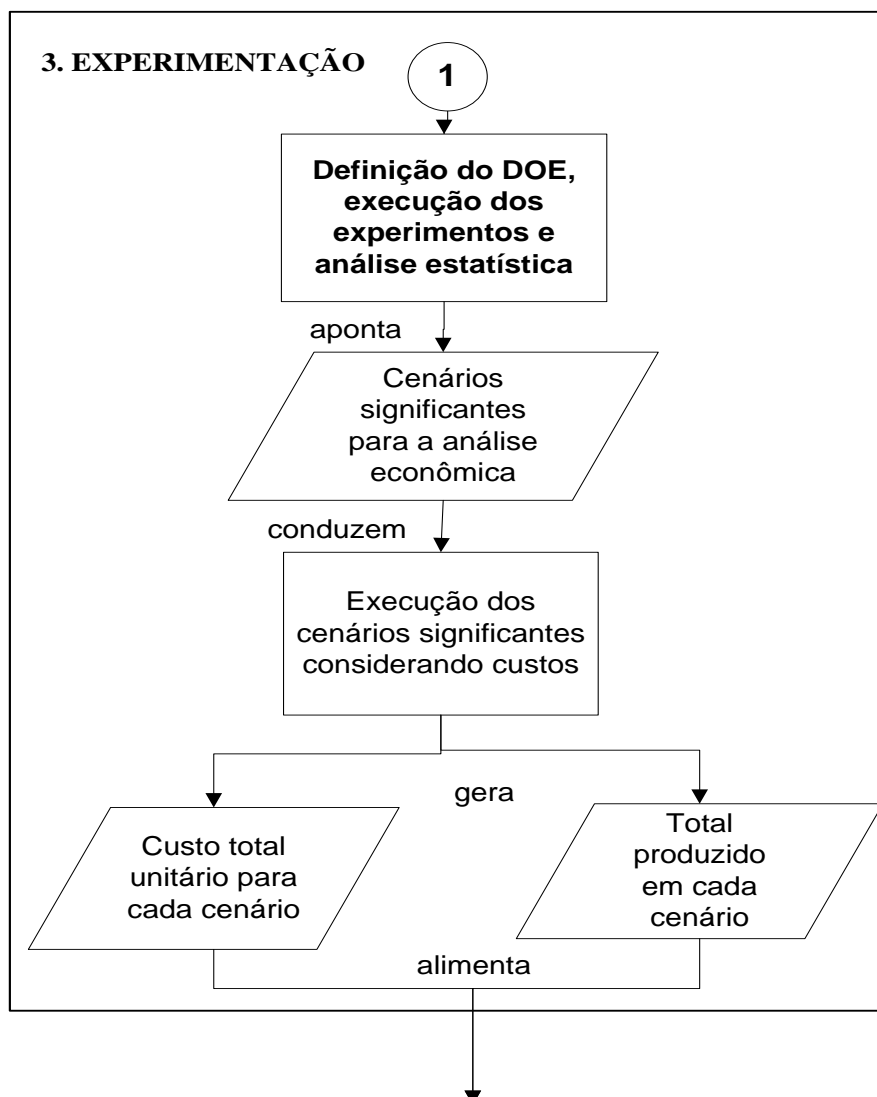 3. EXPERIMENTAÇÃO
1
Definição do DOE,
execução dos
experimentos e
análise estatística
aponta
Cenários
significantes
para a análise
econômica
conduzem
Execução dos
cenários significantes
considerando custos
gera
Custo total
unitário para
cada cenário
Total
produzido
em cada
cenário
alimenta